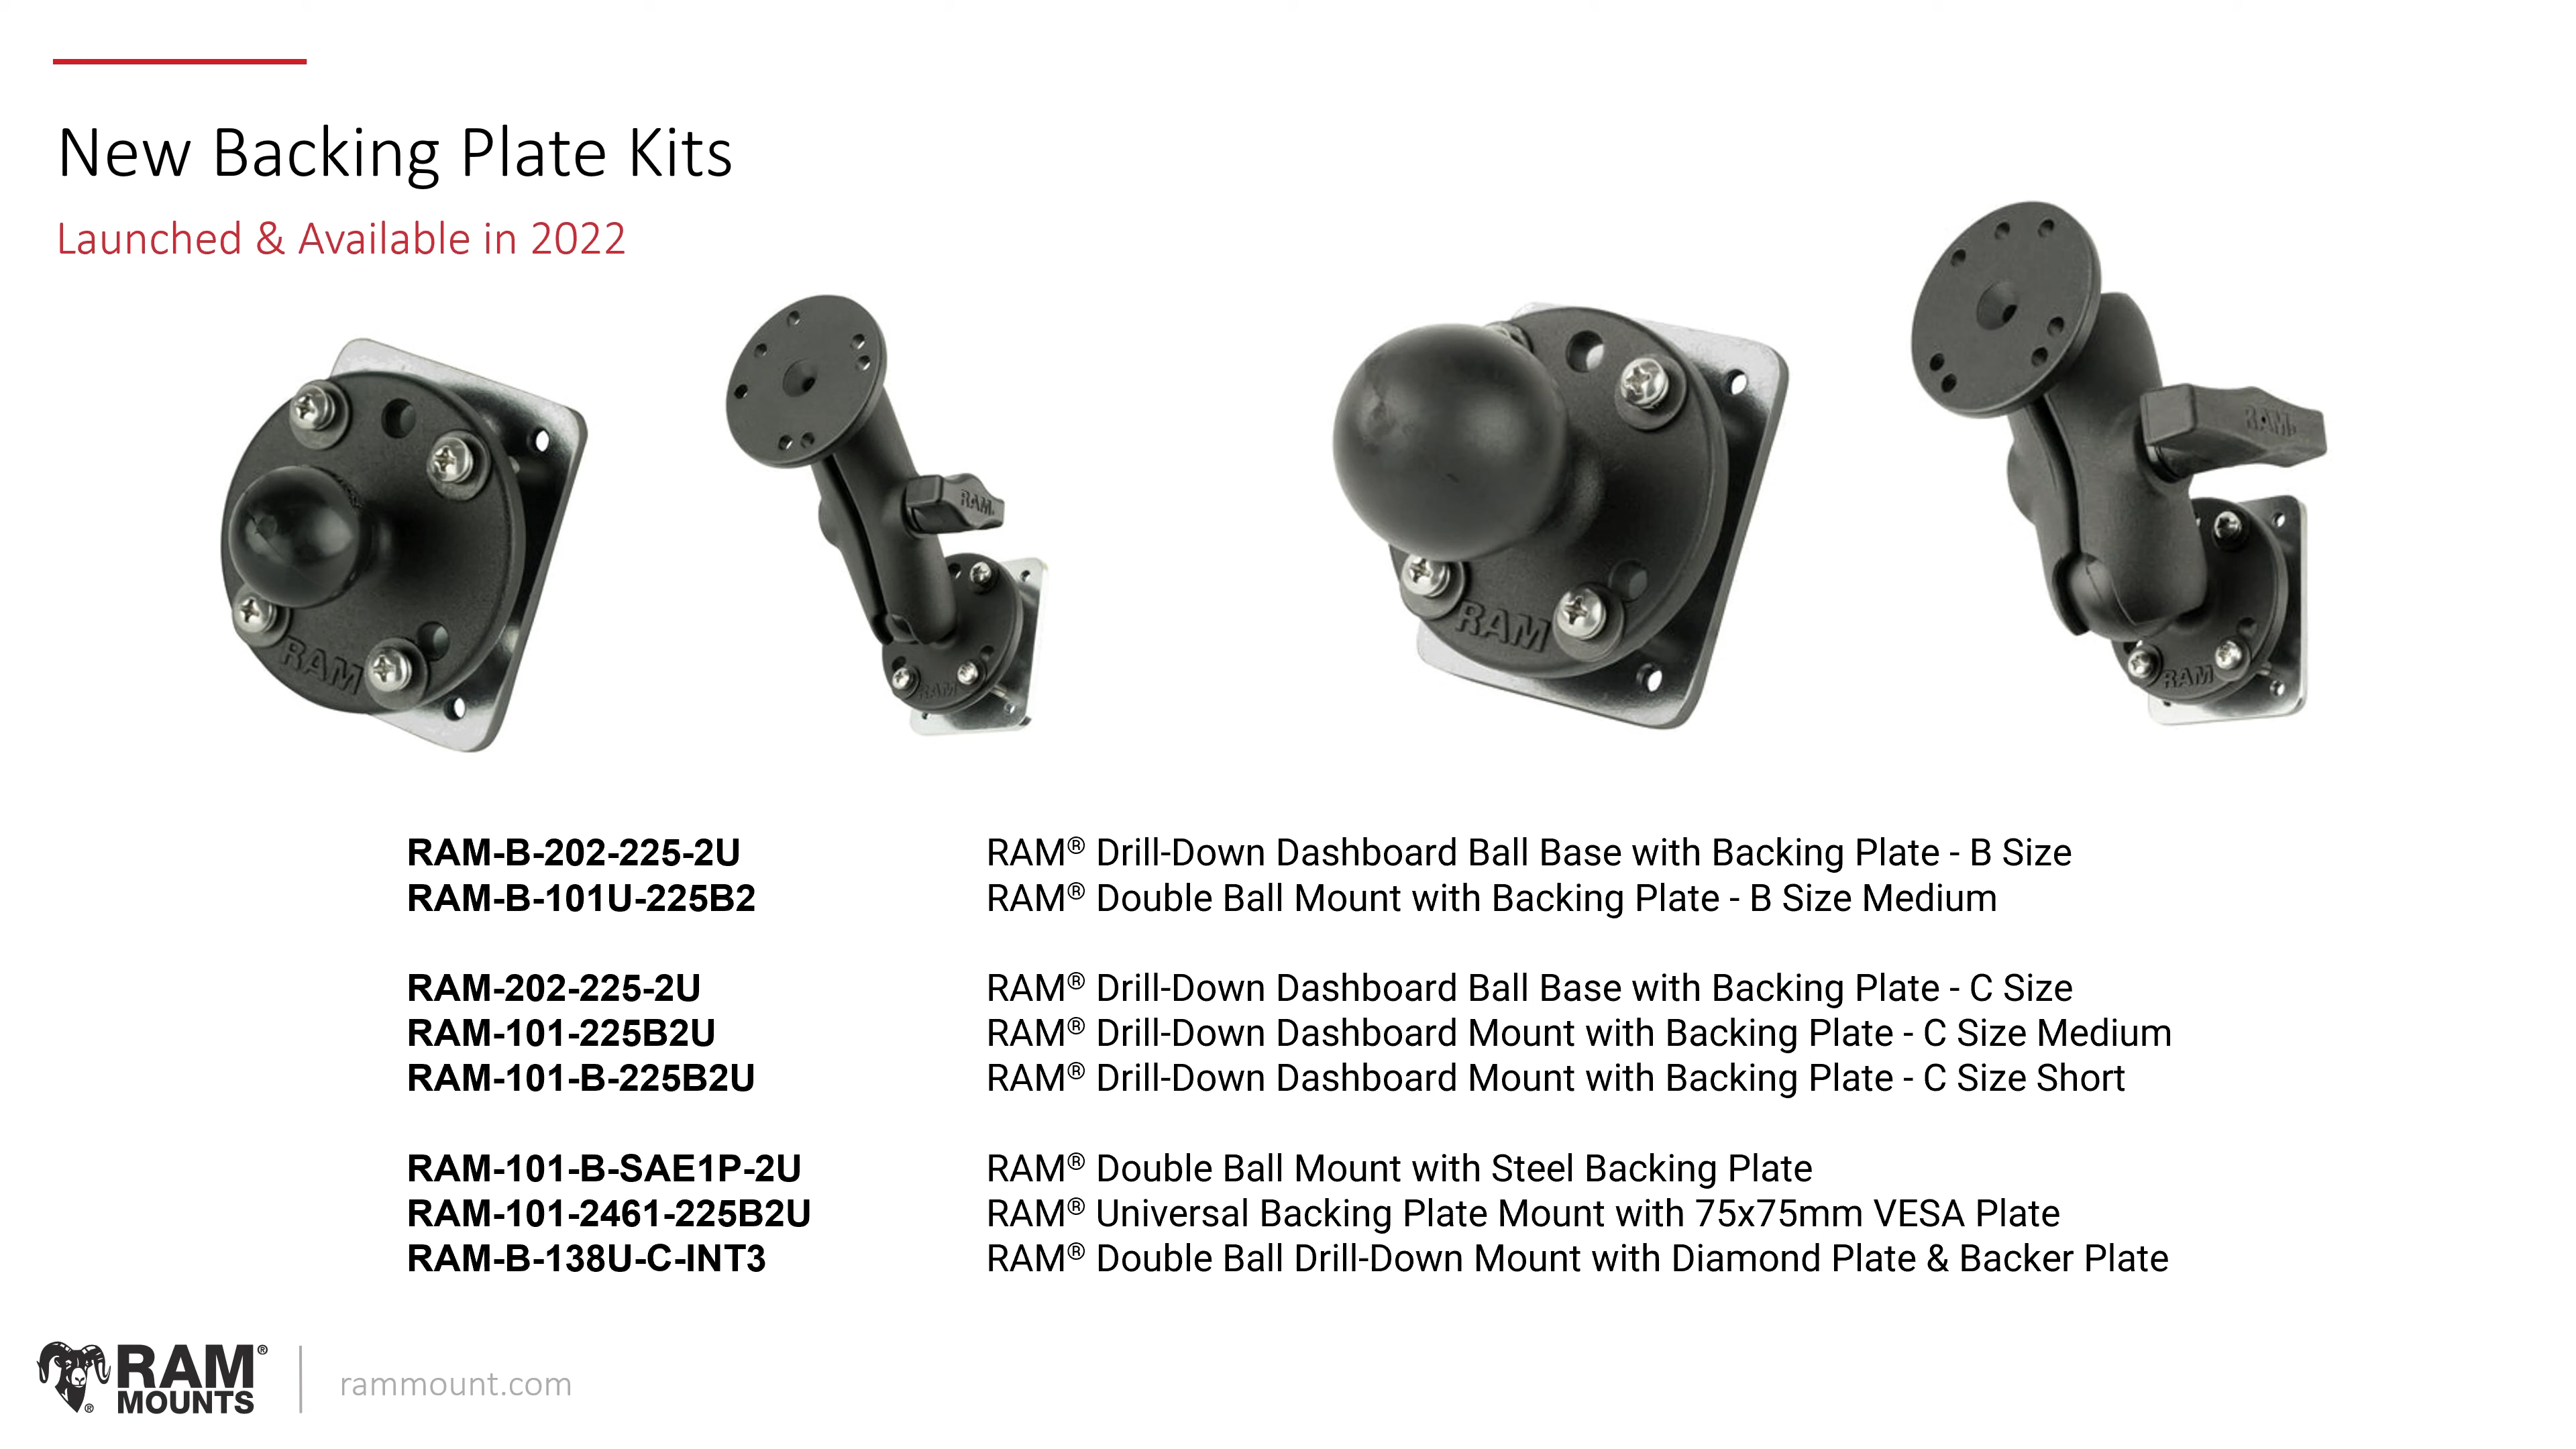 New Backing Plate Kits
Launched & Available in 2022
RAM
RAM
RAM
RAM
RAM
RAM
RAM-B-202-225-2U RAM® Drill-Down Dashboard Ball Base with Backing Plate - B Size
RAM-B-101U-225B2 RAM® Double Ball Mount with Backing Plate - B Size Medium
RAM-202-225-2U RAM® Drill-Down Dashboard Ball Base with Backing Plate - C Size
RAM-101-225B2U RAM® Drill-Down Dashboard Mount with Backing Plate - C Size Medium
RAM-101-B-225B2U RAM® Drill-Down Dashboard Mount with Backing Plate - C Size Short
RAM-101-B-SAE1P-2U RAM® Double Ball Mount with Steel Backing Plate
RAM-101-2461-225B2U RAM® Universal Backing Plate Mount with 75x75mm VESA Plate
RAM-B-138U-C-INT3 RAM® Double Ball Drill-Down Mount with Diamond Plate & Backer Plate
RAM®
MOUNTS
®
rammount.com